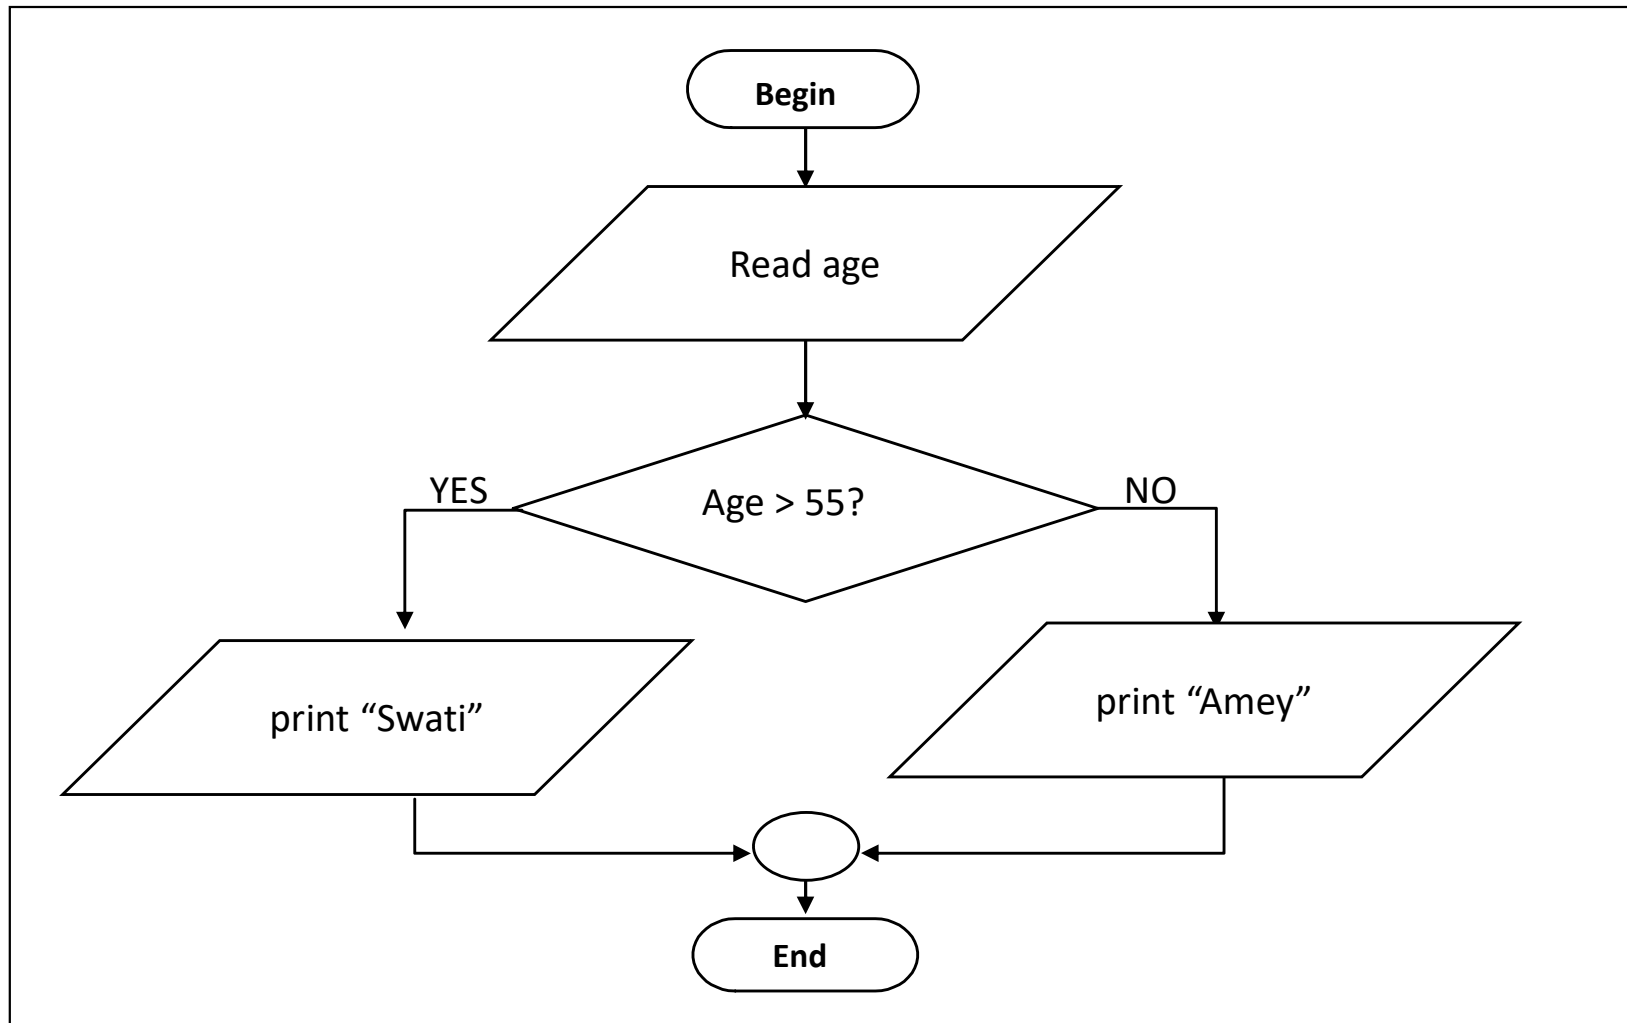 Begin
Read age
Age > 55?
YES
NO
print “Swati”
print “Amey”
End